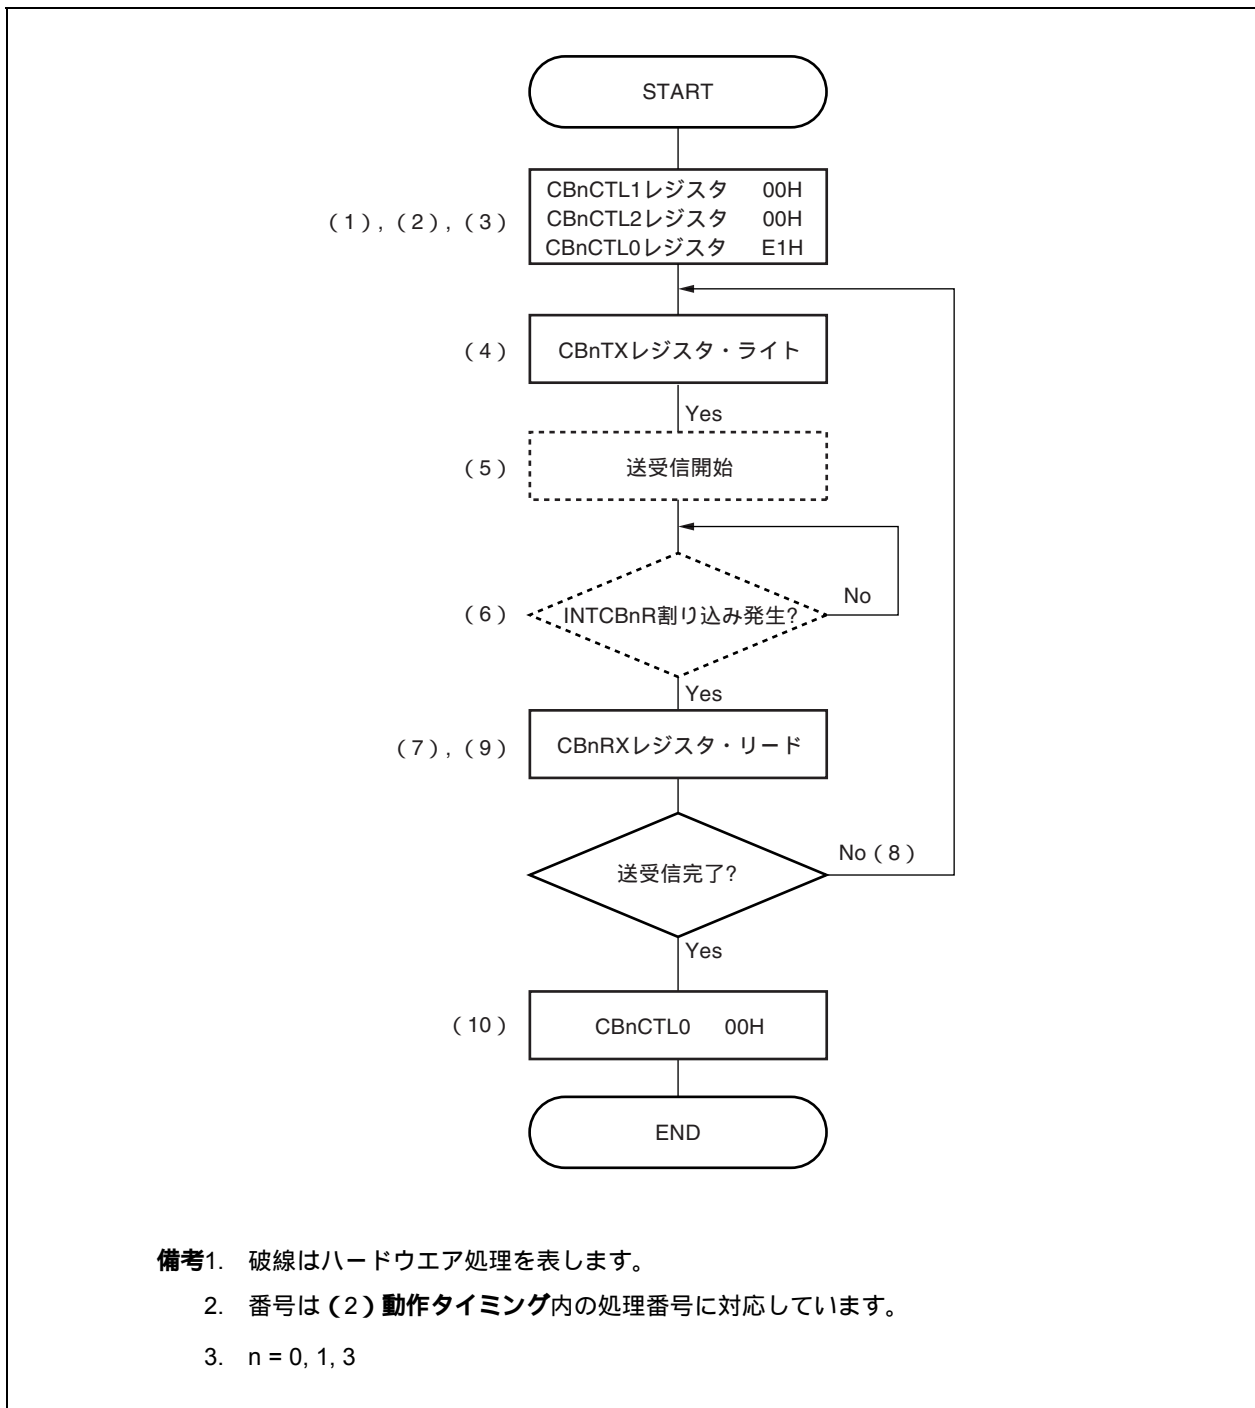 START
(1), (2), (3)
CBnCTL1レジスタ 00H
CBnCTL2レジスタ 00H
CBnCTL0レジスタ E1H
(4)
CBnTXレジスタ・ライト
Yes
(5)
送受信開始
(6)
INTCBnR割り込み発生?
No
Yes
(7), (9)
CBnRXレジスタ・リード
送受信完了?
No(8)
Yes
(10)
CBnCTL0 00H
END
備考1. 破線はハードウエア処理を表します。
2. 番号は(2)動作タイミング内の処理番号に対応しています。
3. n = 0, 1, 3